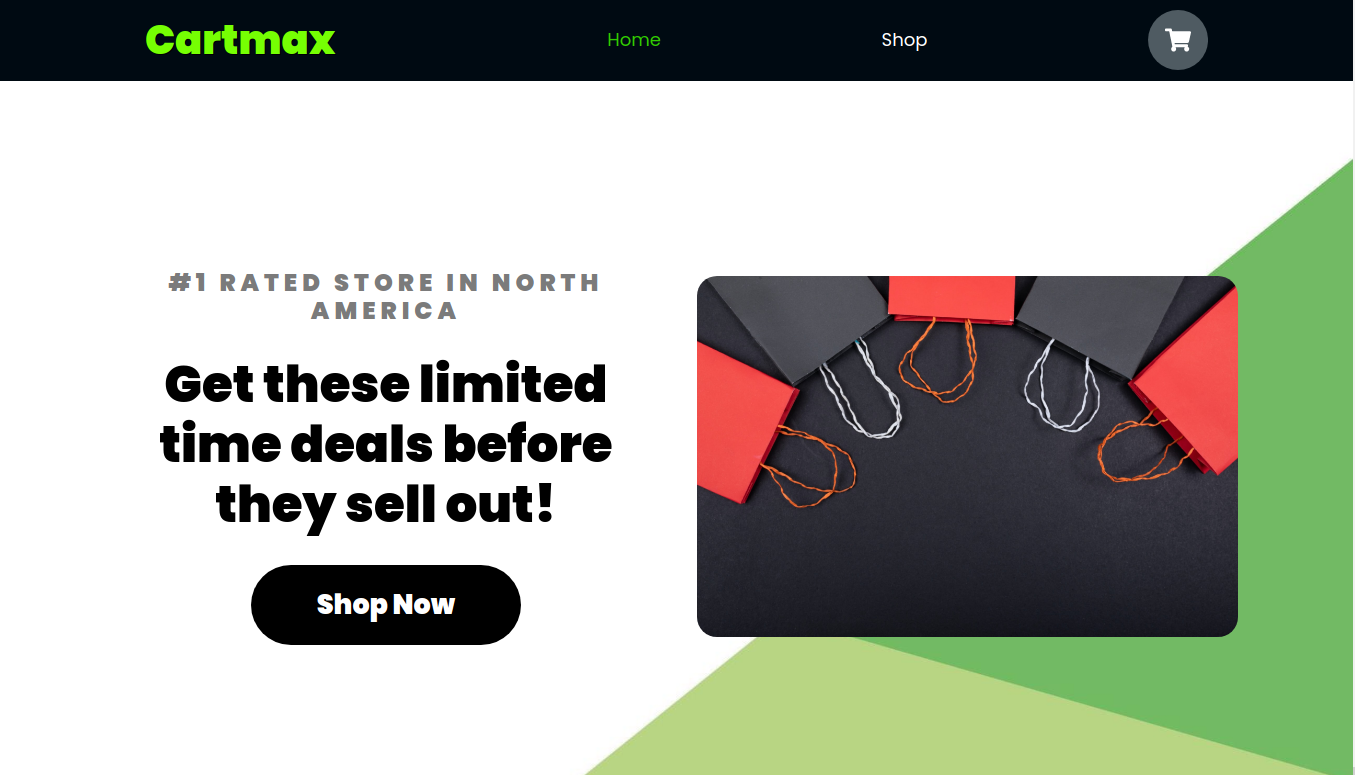 Cartmax
Home
Shop
#1 RATED STORE IN NORTH
AMERICA
Get these limited
time deals before
they sell out!
Shop Now